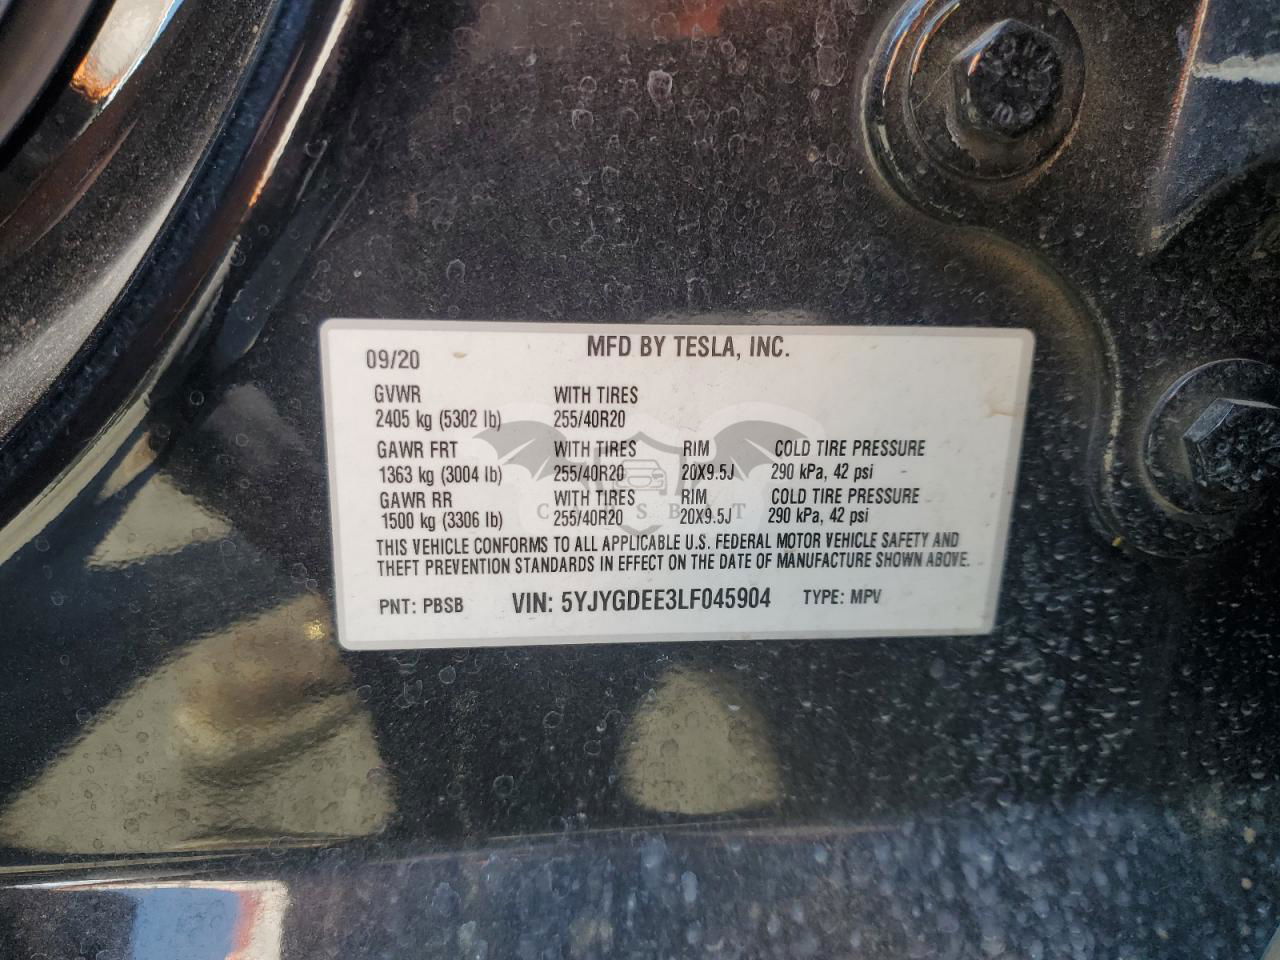 09/20 MFD BY TESLA, INC.
GVWR WITH TIRES
2405 kg (5302 lb) 255/40R20
GAWR FRT WITH TIRES RIM COLD TIRE PRESSURE
1363 kg (3004 lb) 255/40R20 20X9.5J 290 kPa, 42 psi
GAWR RR WITH TIRES RIM COLD TIRE PRESSURE
1500 kg (3306 lb) 255/40R20 20X9.5J 290 kPa, 42 psi
THIS VEHICLE CONFORMS TO ALL APPLICABLE U.S. FEDERAL MOTOR VEHICLE SAFETY AND
THEFT PREVENTION STANDARDS IN EFFECT ON THE DATE OF MANUFACTURE SHOWN ABOVE.
PNT: PBSB VIN: 5YJYGDEE3LF045904 TYPE: MPV